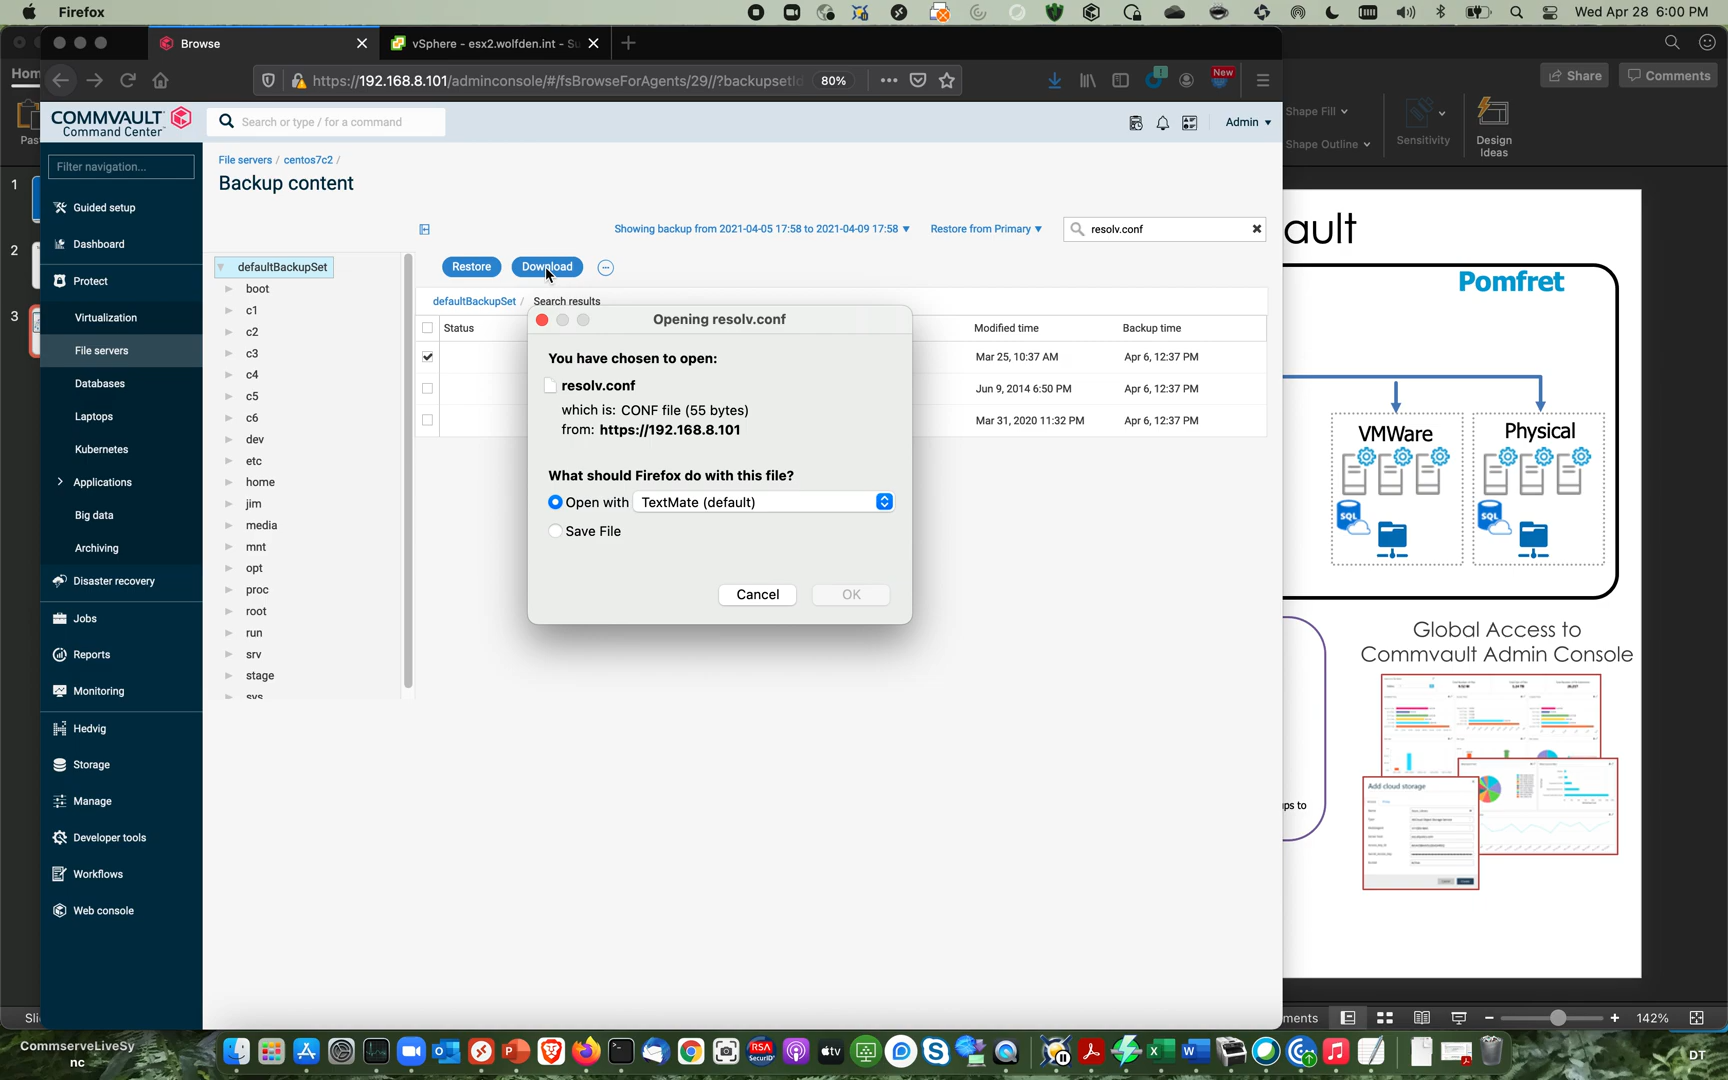 Firefox
Wed Apr 28 6:00 PM
Browse
vSphere - esx2.wolfden.int - Su
https://192.168.8.101/adminconsole/#/fsBrowseForAgents/29//?backupsetId
80%
New
Share
Comments
Shape Fill
Shape Outline
Sensitivity
Design
Ideas
COMMVAULT
Command Center
Search or type / for a command
Admin
Filter navigation...
Guided setup
Dashboard
Protect
Virtualization
File servers
Databases
Laptops
Kubernetes
Applications
Big data
Archiving
Disaster recovery
Jobs
Reports
Monitoring
Hedvig
Storage
Manage
Developer tools
Workflows
Web console
File servers / centos7c2 /
Backup content
Showing backup from 2021-04-05 17:58 to 2021-04-09 17:58
Restore from Primary
resolv.conf
Restore
Download
defaultBackupSet
boot
c1
c2
c3
c4
c5
c6
dev
etc
home
jim
media
mnt
opt
proc
root
run
srv
stage
sys
defaultBackupSet / Search results
Status
Modified time
Backup time
Mar 25, 10:37 AM
Apr 6, 12:37 PM
Jun 9, 2014 6:50 PM
Apr 6, 12:37 PM
Mar 31, 2020 11:32 PM
Apr 6, 12:37 PM
Opening resolv.conf
You have chosen to open:
resolv.conf
which is: CONF file (55 bytes)
from: https://192.168.8.101
What should Firefox do with this file?
Open with
TextMate (default)
Save File
Cancel
OK
1
2
3
ault
Pomfret
VMWare
Physical
SQL
SQL
Global Access to
Commvault Admin Console
Add cloud storage
ps to
142%
CommserveLiveSy
nc
RSA
SecurID
tv
DT